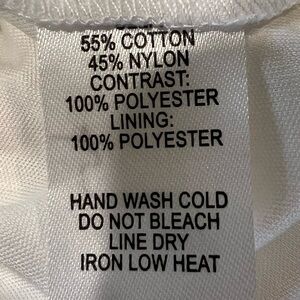 55% COTTON
45% NYLON
CONTRAST:
100% POLYESTER
LINING:
100% POLYESTER
HAND WASH COLD
DO NOT BLEACH
LINE DRY
IRON LOW HEAT